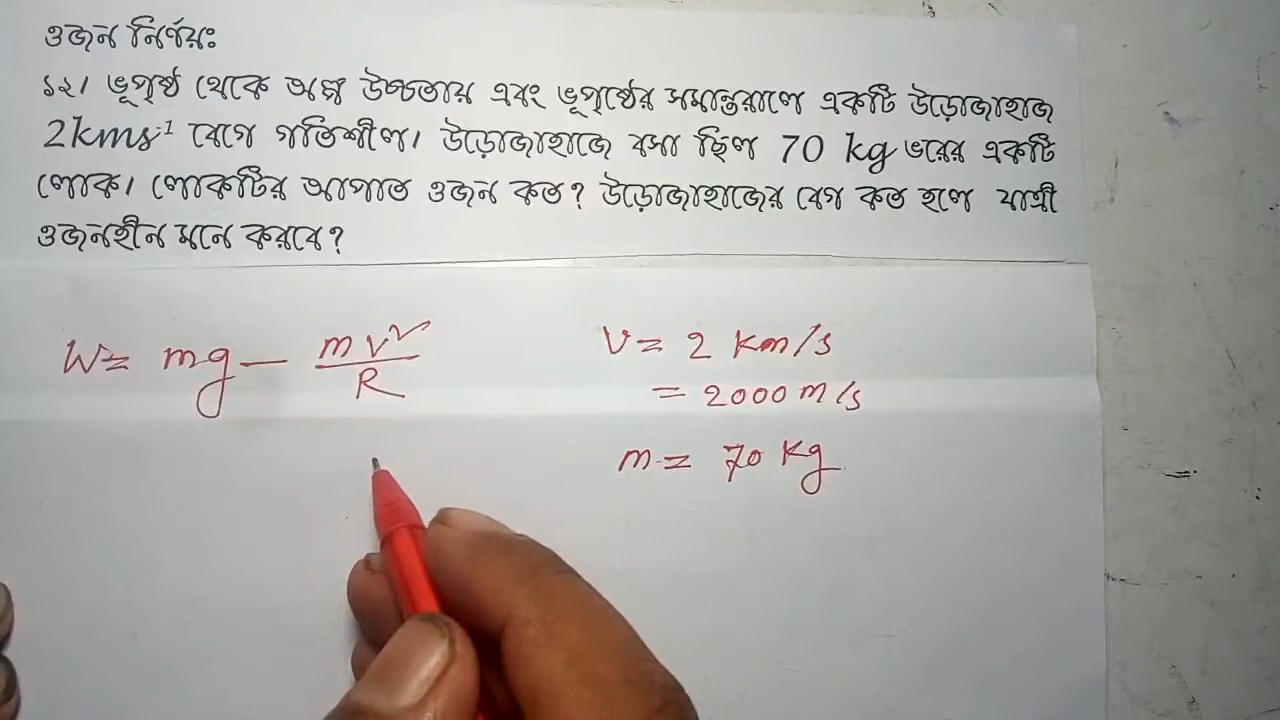 ওজন নির্ণয়ঃ
১২। ভূপৃষ্ঠ থেকে অল্প উচ্চতায় এবং ভূপৃষ্ঠের সমান্তরালে একটি উড়োজাহাজ
2kms⁻¹ বেগে গতিশীল। উড়োজাহাজে বসা ছিল 70 kg ভরের একটি
লোক। লোকটির আপাত ওজন কত? উড়োজাহাজের বেগ কত হলে যাত্রী
ওজনহীন মনে করবে?
W = mg - mv²/R
V = 2 km/s
= 2000 m/s
m = 70 kg